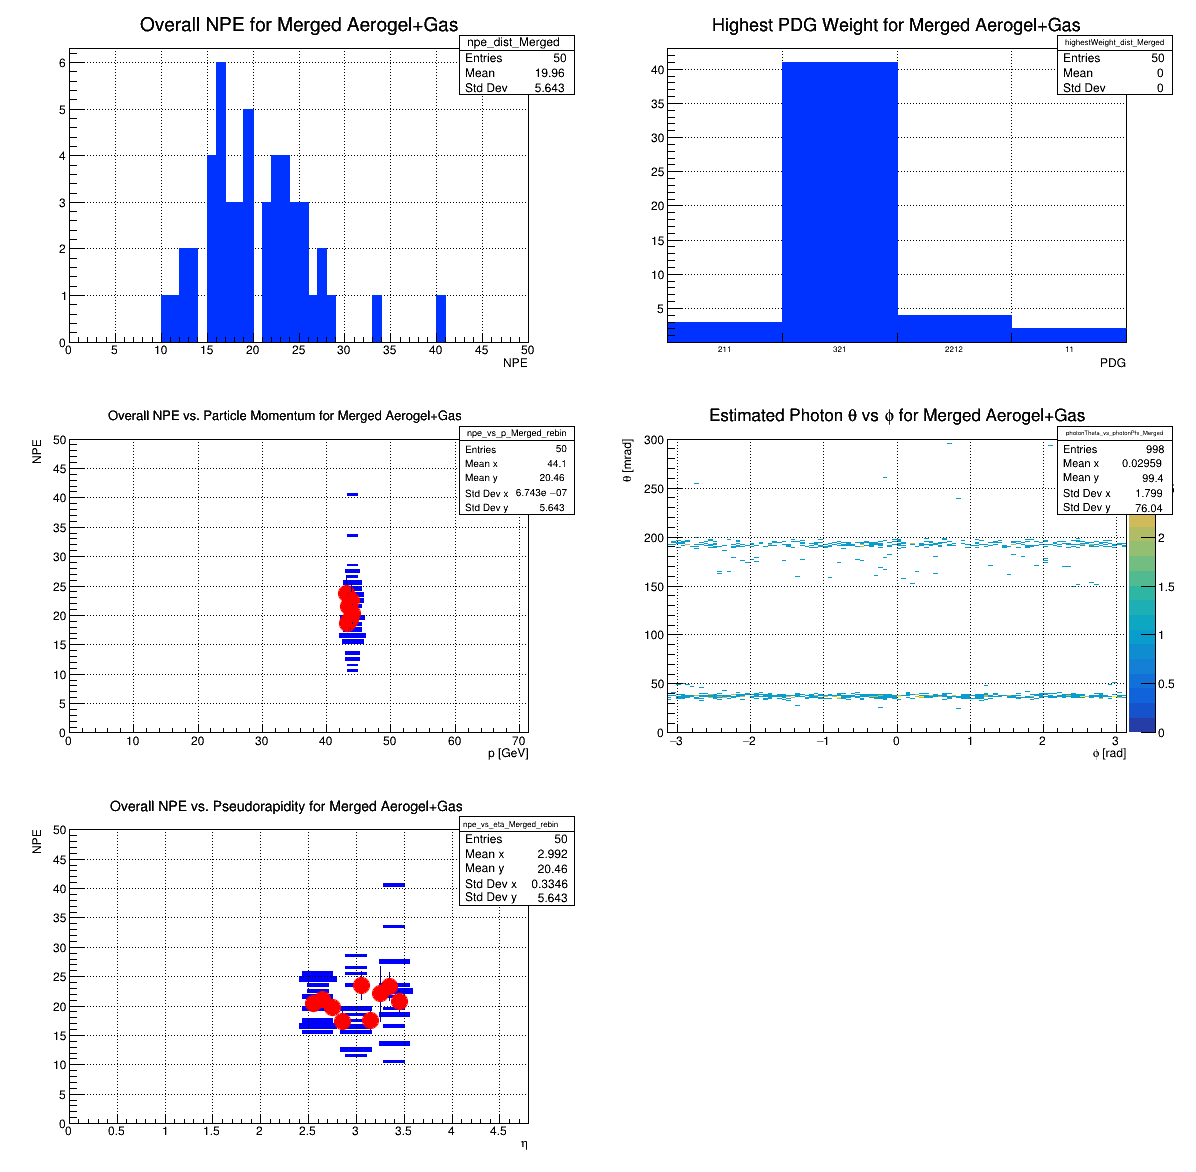 Overall NPE for Merged Aerogel+Gas
npe_dist_Merged
Entries 50
Mean 19.96
Std Dev 5.643
6
5
4
3
2
1
0
0 5 10 15 20 25 30 35 40 45 50
NPE
Highest PDG Weight for Merged Aerogel+Gas
highestWeight_dist_Merged
Entries 50
Mean 0
Std Dev 0
40
35
30
25
20
15
10
5
211 321 2212 11
PDG
Overall NPE vs. Particle Momentum for Merged Aerogel+Gas
npe_vs_p_Merged_rebin
Entries 50
Mean x 44.1
Mean y 20.46
Std Dev x 6.743e −07
Std Dev y 5.643
NPE
50
45
40
35
30
25
20
15
10
5
0
0 10 20 30 40 50 60 70
p [GeV]
Estimated Photon θ vs ϕ for Merged Aerogel+Gas
photonTheta_vs_photonPhi_Merged
Entries 998
Mean x 0.02959
Mean y 99.4
Std Dev x 1.799
Std Dev y 76.04
θ [mrad]
300
250
200
150
100
50
0
−3 −2 −1 0 1 2 3
ϕ [rad]
2
1.5
1
0.5
0
Overall NPE vs. Pseudorapidity for Merged Aerogel+Gas
npe_vs_eta_Merged_rebin
Entries 50
Mean x 2.992
Mean y 20.46
Std Dev x 0.3346
Std Dev y 5.643
NPE
50
45
40
35
30
25
20
15
10
5
0
0 0.5 1 1.5 2 2.5 3 3.5 4 4.5
η